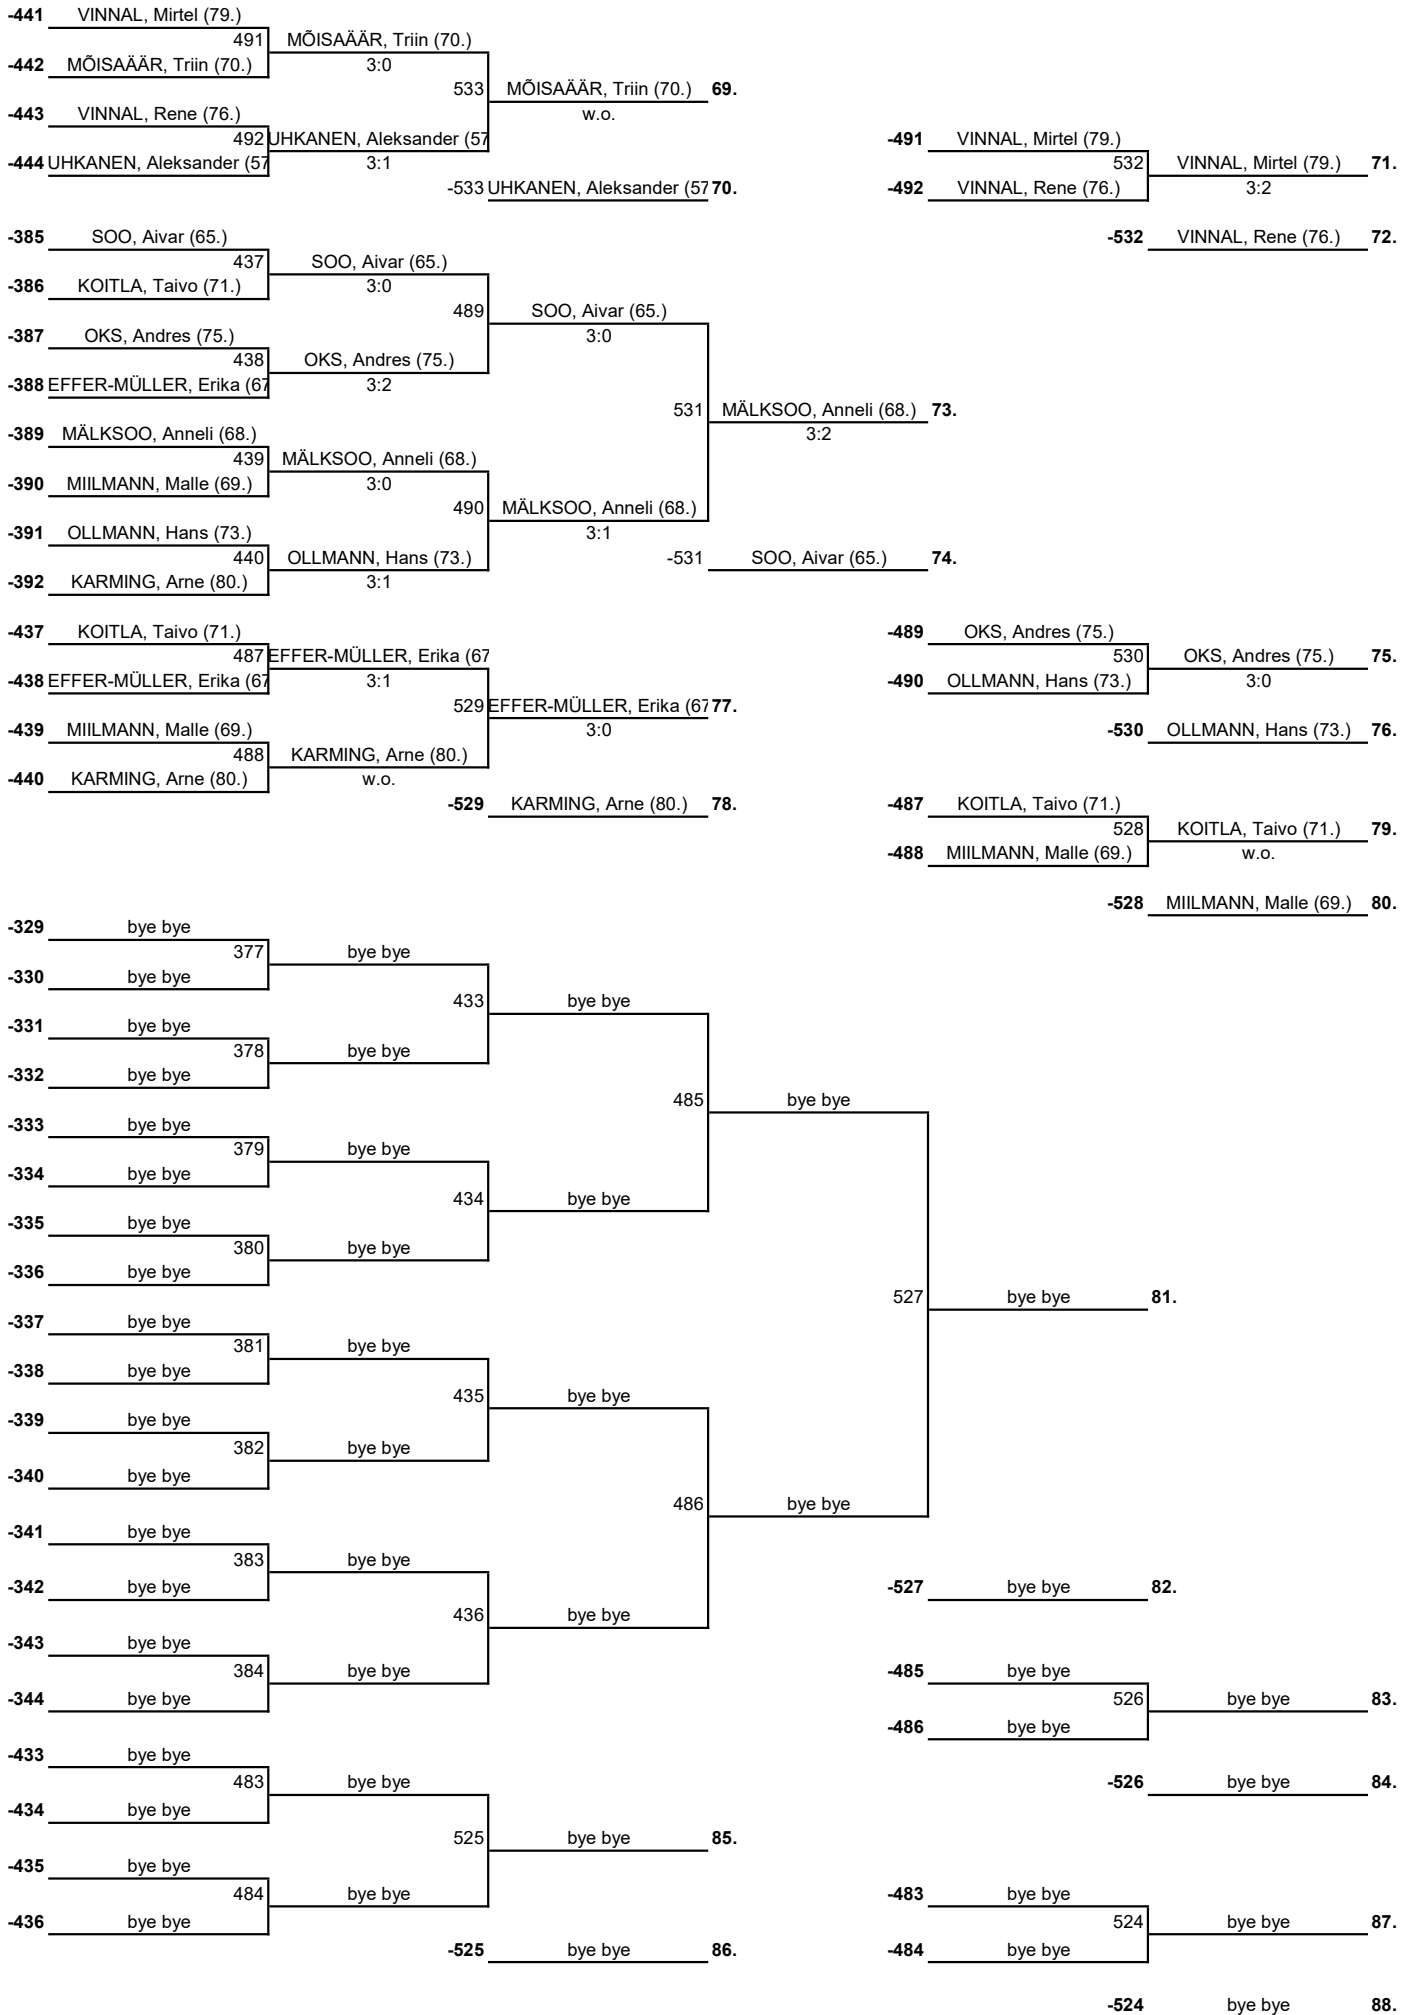 -441 VINNAL, Mirtel (79.)
491 MÕISAÄÄR, Triin (70.)
-442 MÕISAÄÄR, Triin (70.) 3:0
533 MÕISAÄÄR, Triin (70.) 69.
-443 VINNAL, Rene (76.) w.o.
492 UHKANEN, Aleksander (57 -491 VINNAL, Mirtel (79.)
-444 UHKANEN, Aleksander (57 3:1 532 VINNAL, Mirtel (79.) 71.
-533 UHKANEN, Aleksander (57 70. -492 VINNAL, Rene (76.) 3:2
-385 SOO, Aivar (65.) -532 VINNAL, Rene (76.) 72.
437 SOO, Aivar (65.)
-386 KOITLA, Taivo (71.) 3:0
489 SOO, Aivar (65.)
-387 OKS, Andres (75.) 3:0
438 OKS, Andres (75.)
-388 EFFER-MÜLLER, Erika (67 3:2
531 MÄLKSOO, Anneli (68.) 73.
-389 MÄLKSOO, Anneli (68.) 3:2
439 MÄLKSOO, Anneli (68.)
-390 MIILMANN, Malle (69.) 3:0
490 MÄLKSOO, Anneli (68.)
-391 OLLMANN, Hans (73.) 3:1
440 OLLMANN, Hans (73.) -531 SOO, Aivar (65.) 74.
-392 KARMING, Arne (80.) 3:1
-437 KOITLA, Taivo (71.) -489 OKS, Andres (75.)
487 EFFER-MÜLLER, Erika (67 530 OKS, Andres (75.) 75.
-438 EFFER-MÜLLER, Erika (67 3:1 -490 OLLMANN, Hans (73.) 3:0
529 EFFER-MÜLLER, Erika (67 77.
-439 MIILMANN, Malle (69.) 3:0 -530 OLLMANN, Hans (73.) 76.
488 KARMING, Arne (80.)
-440 KARMING, Arne (80.) w.o.
-529 KARMING, Arne (80.) 78. -487 KOITLA, Taivo (71.)
528 KOITLA, Taivo (71.) 79.
-488 MIILMANN, Malle (69.) w.o.
-528 MIILMANN, Malle (69.) 80.
-329 bye bye
377 bye bye
-330 bye bye
433 bye bye
-331 bye bye
378 bye bye
-332 bye bye
485 bye bye
-333 bye bye
379 bye bye
-334 bye bye
434 bye bye
-335 bye bye
380 bye bye
-336 bye bye
527 bye bye 81.
-337 bye bye
381 bye bye
-338 bye bye
435 bye bye
-339 bye bye
382 bye bye
-340 bye bye
486 bye bye
-341 bye bye
383 bye bye
-342 bye bye -527 bye bye 82.
436 bye bye
-343 bye bye
384 bye bye -485 bye bye
-344 bye bye 526 bye bye 83.
-486 bye bye
-433 bye bye
483 bye bye -526 bye bye 84.
-434 bye bye
525 bye bye 85.
-435 bye bye
484 bye bye -483 bye bye
-436 bye bye 524 bye bye 87.
-525 bye bye 86. -484 bye bye
-524 bye bye 88.